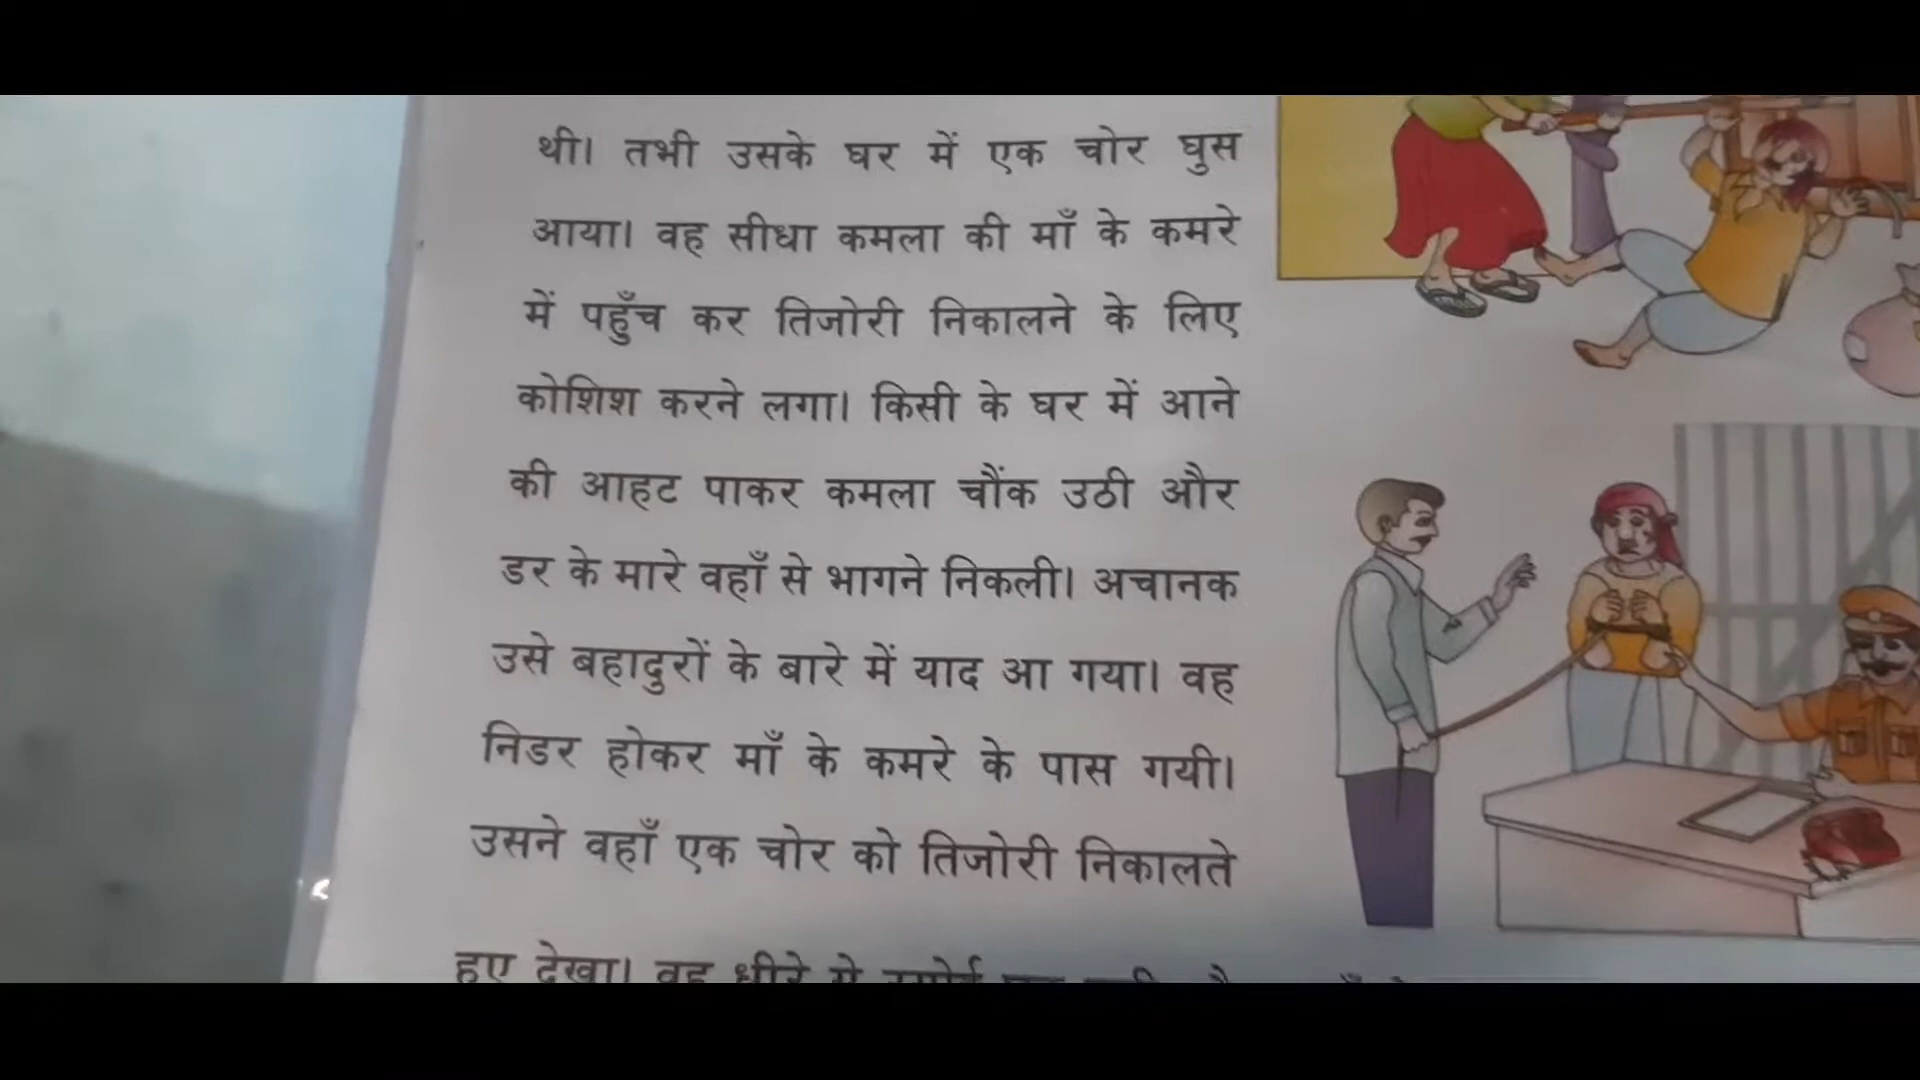 थी। तभी उसके घर में एक चोर घुस
आया। वह सीधा कमला की माँ के कमरे
में पहुँच कर तिजोरी निकालने के लिए
कोशिश करने लगा। किसी के घर में आने
की आहट पाकर कमला चौंक उठी और
डर के मारे वहाँ से भागने निकली। अचानक
उसे बहादुरों के बारे में याद आ गया। वह
निडर होकर माँ के कमरे के पास गयी।
उसने वहाँ एक चोर को तिजोरी निकालते
हुए देखा। वह धीरे से